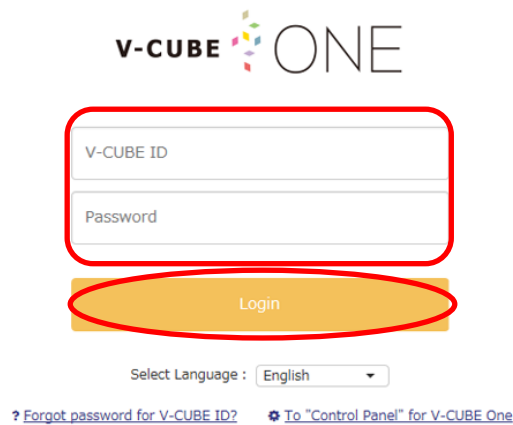 V-CUBE ONE
V-CUBE ID
Password
Login
Select Language : English
? Forgot password for V-CUBE ID? To "Control Panel" for V-CUBE One